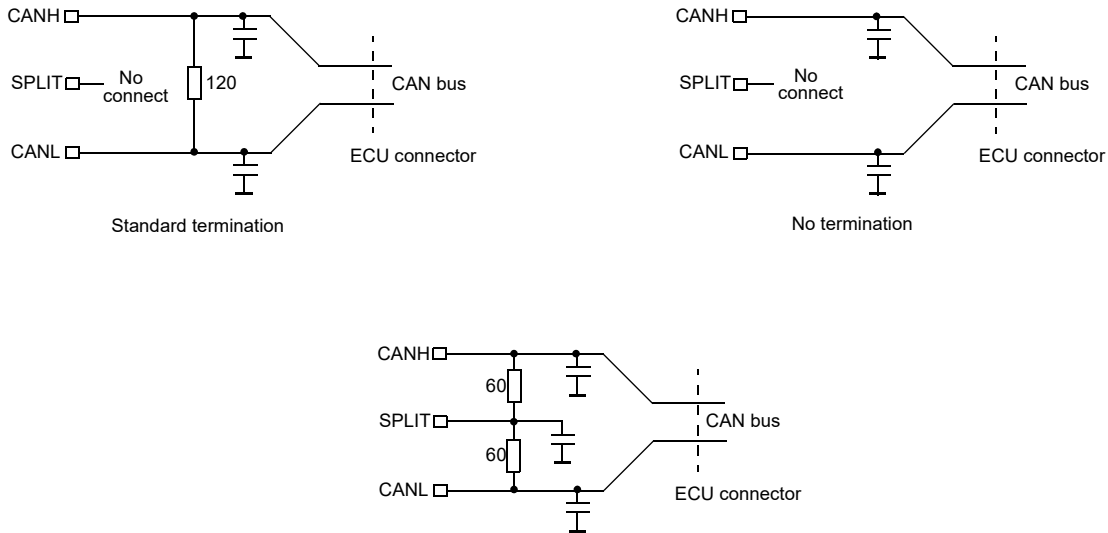 CANH
SPLIT
No
connect
120
CAN bus
CANL
ECU connector
Standard termination
CANH
SPLIT
No
connect
CAN bus
CANL
ECU connector
No termination
CANH
60
SPLIT
CAN bus
60
CANL
ECU connector